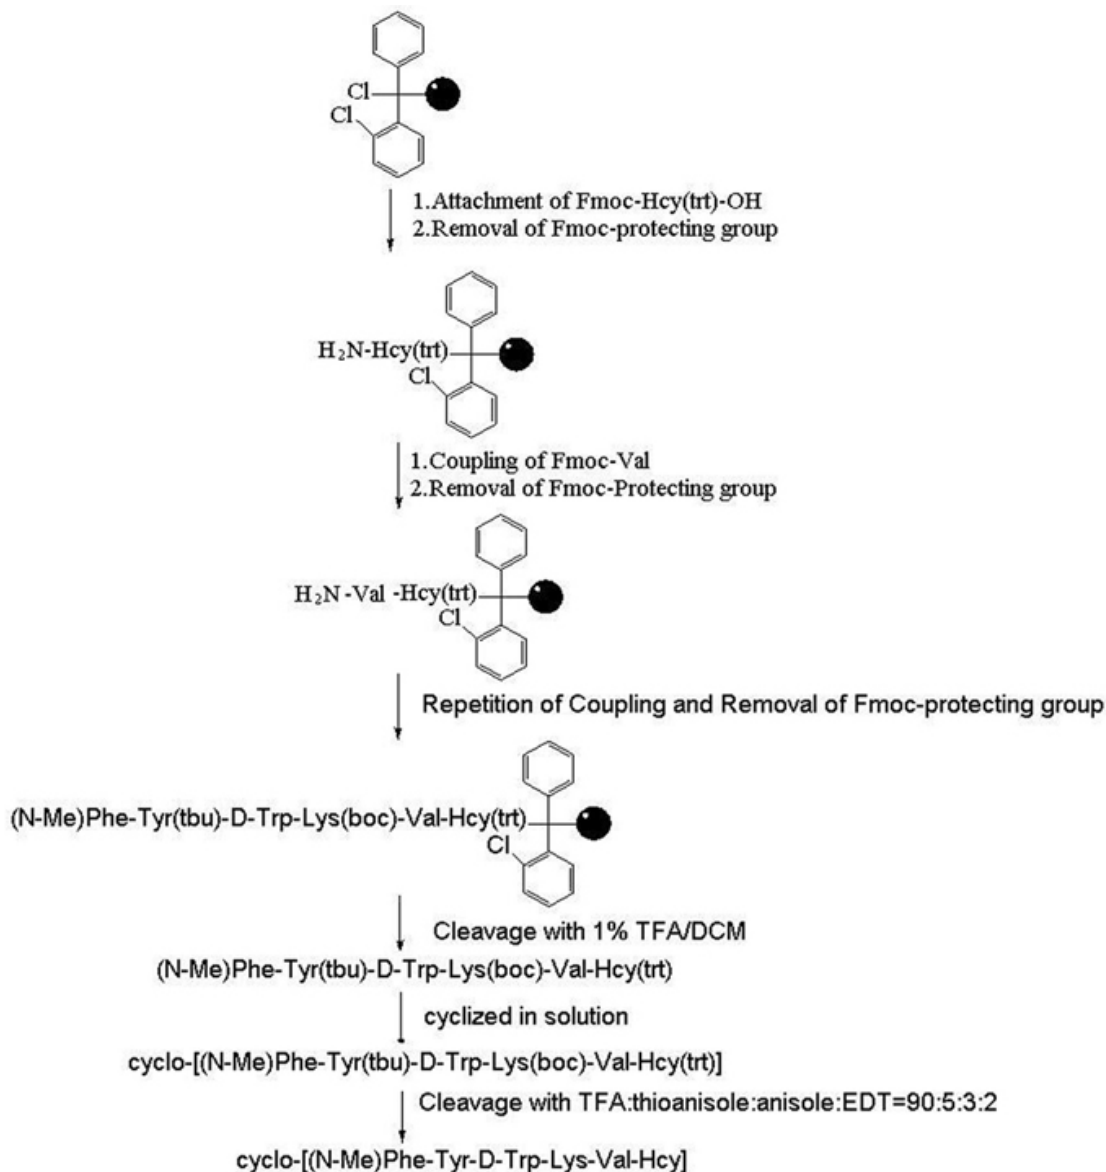 Cl
Cl
1.Attachment of Fmoc-Hcy(trt)-OH
2.Removal of Fmoc-protecting group
H₂N-Hcy(trt)
Cl
1.Coupling of Fmoc-Val
2.Removal of Fmoc-Protecting group
H₂N -Val -Hcy(trt)
Cl
Repetition of Coupling and Removal of Fmoc-protecting group
(N-Me)Phe-Tyr(tbu)-D-Trp-Lys(boc)-Val-Hcy(trt)
Cl
Cleavage with 1% TFA/DCM
(N-Me)Phe-Tyr(tbu)-D-Trp-Lys(boc)-Val-Hcy(trt)
cyclized in solution
cyclo-[(N-Me)Phe-Tyr(tbu)-D-Trp-Lys(boc)-Val-Hcy(trt)]
Cleavage with TFA:thioanisole:anisole:EDT=90:5:3:2
cyclo-[(N-Me)Phe-Tyr-D-Trp-Lys-Val-Hcy]